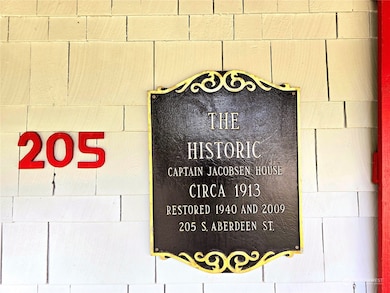 205
THE
HISTORIC
CAPTAIN JACOBSEN HOUSE
CIRCA 1913
RESTORED 1940 AND 2009
205 S. ABERDEEN ST.